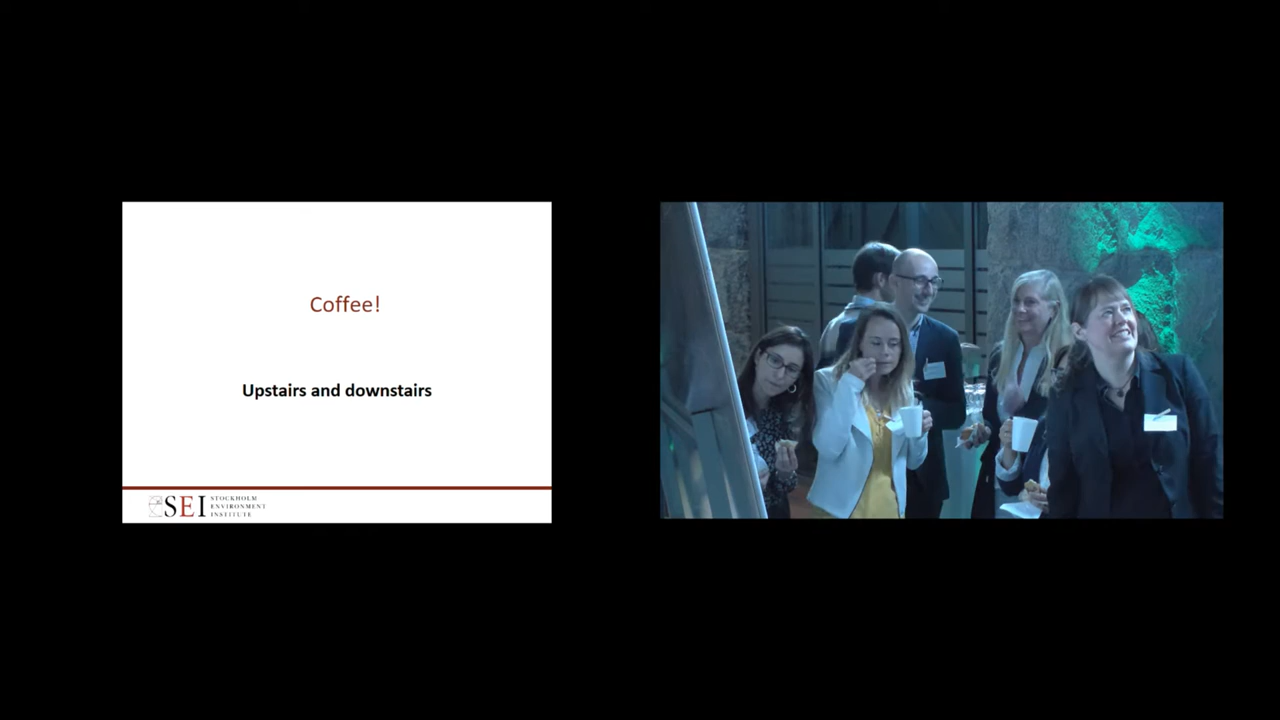 Coffee!
Upstairs and downstairs
SEI
STOCKHOLM
ENVIRONMENT
INSTITUTE